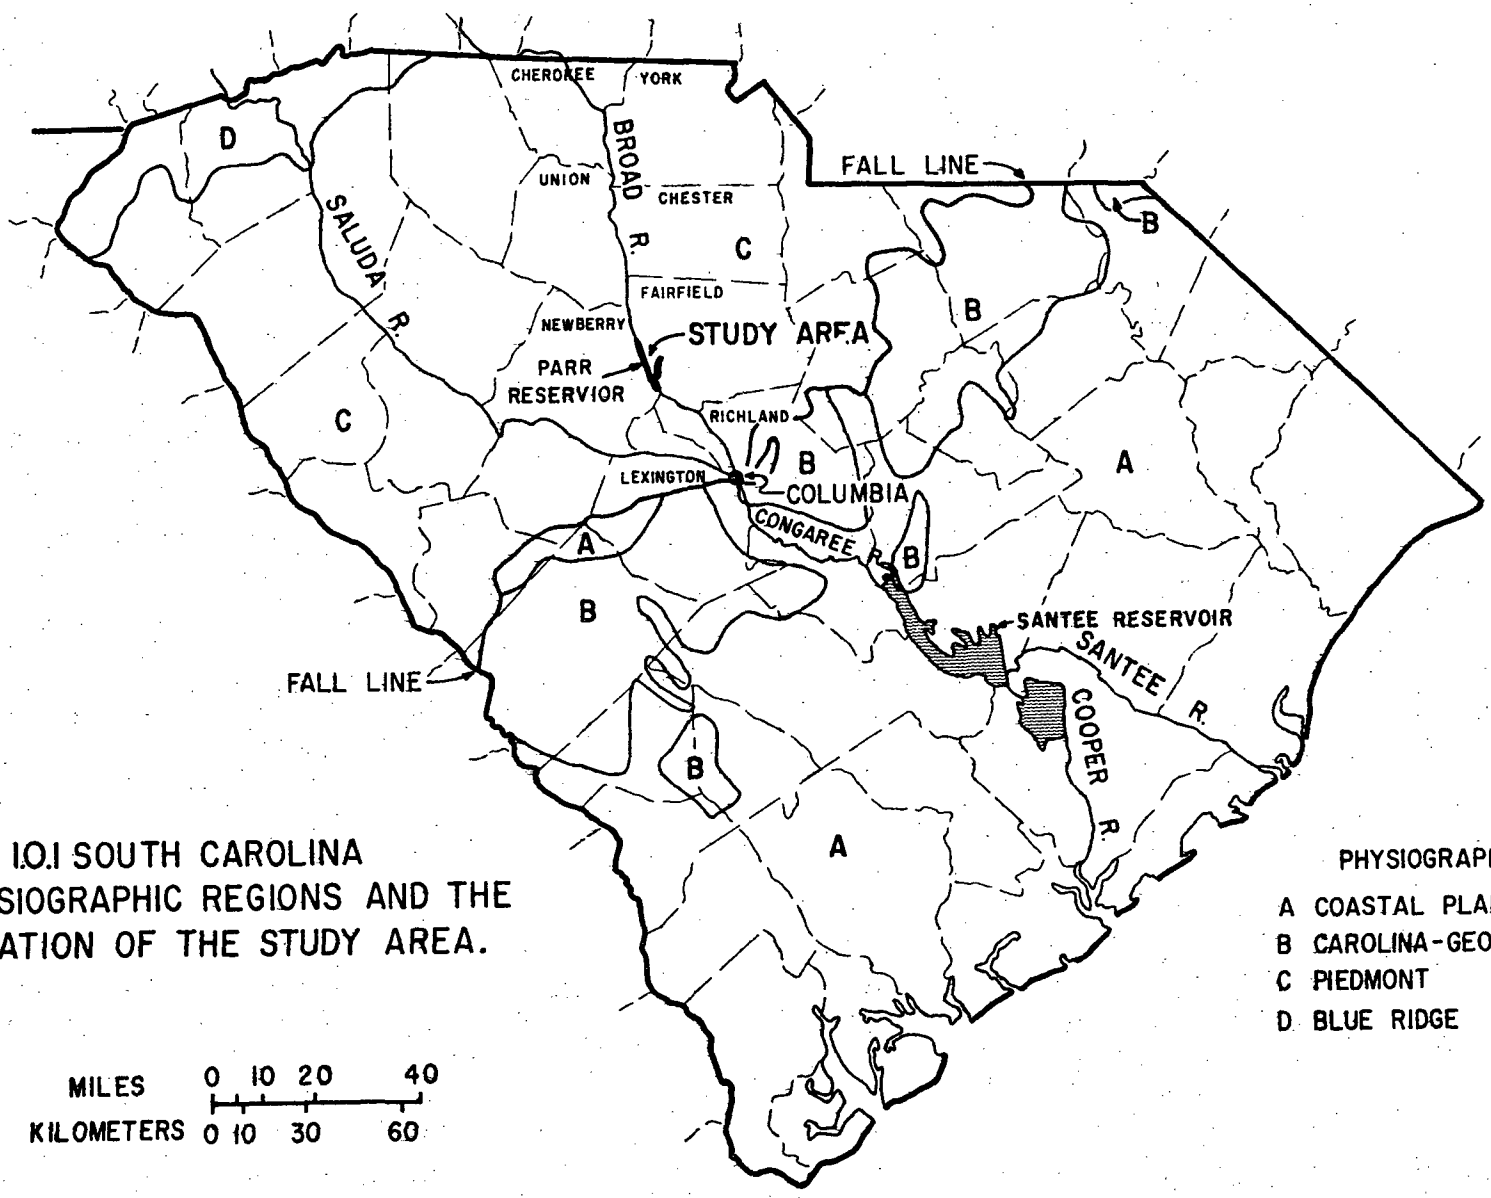 CHEROKEE
YORK
D
BROAD
R.
FALL LINE
UNION
CHESTER
B
SALUDA
R.
C
FAIRFIELD
B
NEWBERRY
STUDY AREA
PARR
RESERVIOR
C
RICHLAND
B
A
LEXINGTON
COLUMBIA
CONGAREE R.
A
B
B
SANTEE RESERVOIR
SANTEE
R.
FALL LINE
COOPER
R.
B
A
1.0.1 SOUTH CAROLINA
SIOGRAPHIC REGIONS AND THE
ATION OF THE STUDY AREA.
PHYSIOGRAPH
A COASTAL PLAI
B CAROLINA-GEO
C PIEDMONT
D BLUE RIDGE
MILES 0 10 20 40
KILOMETERS 0 10 30 60